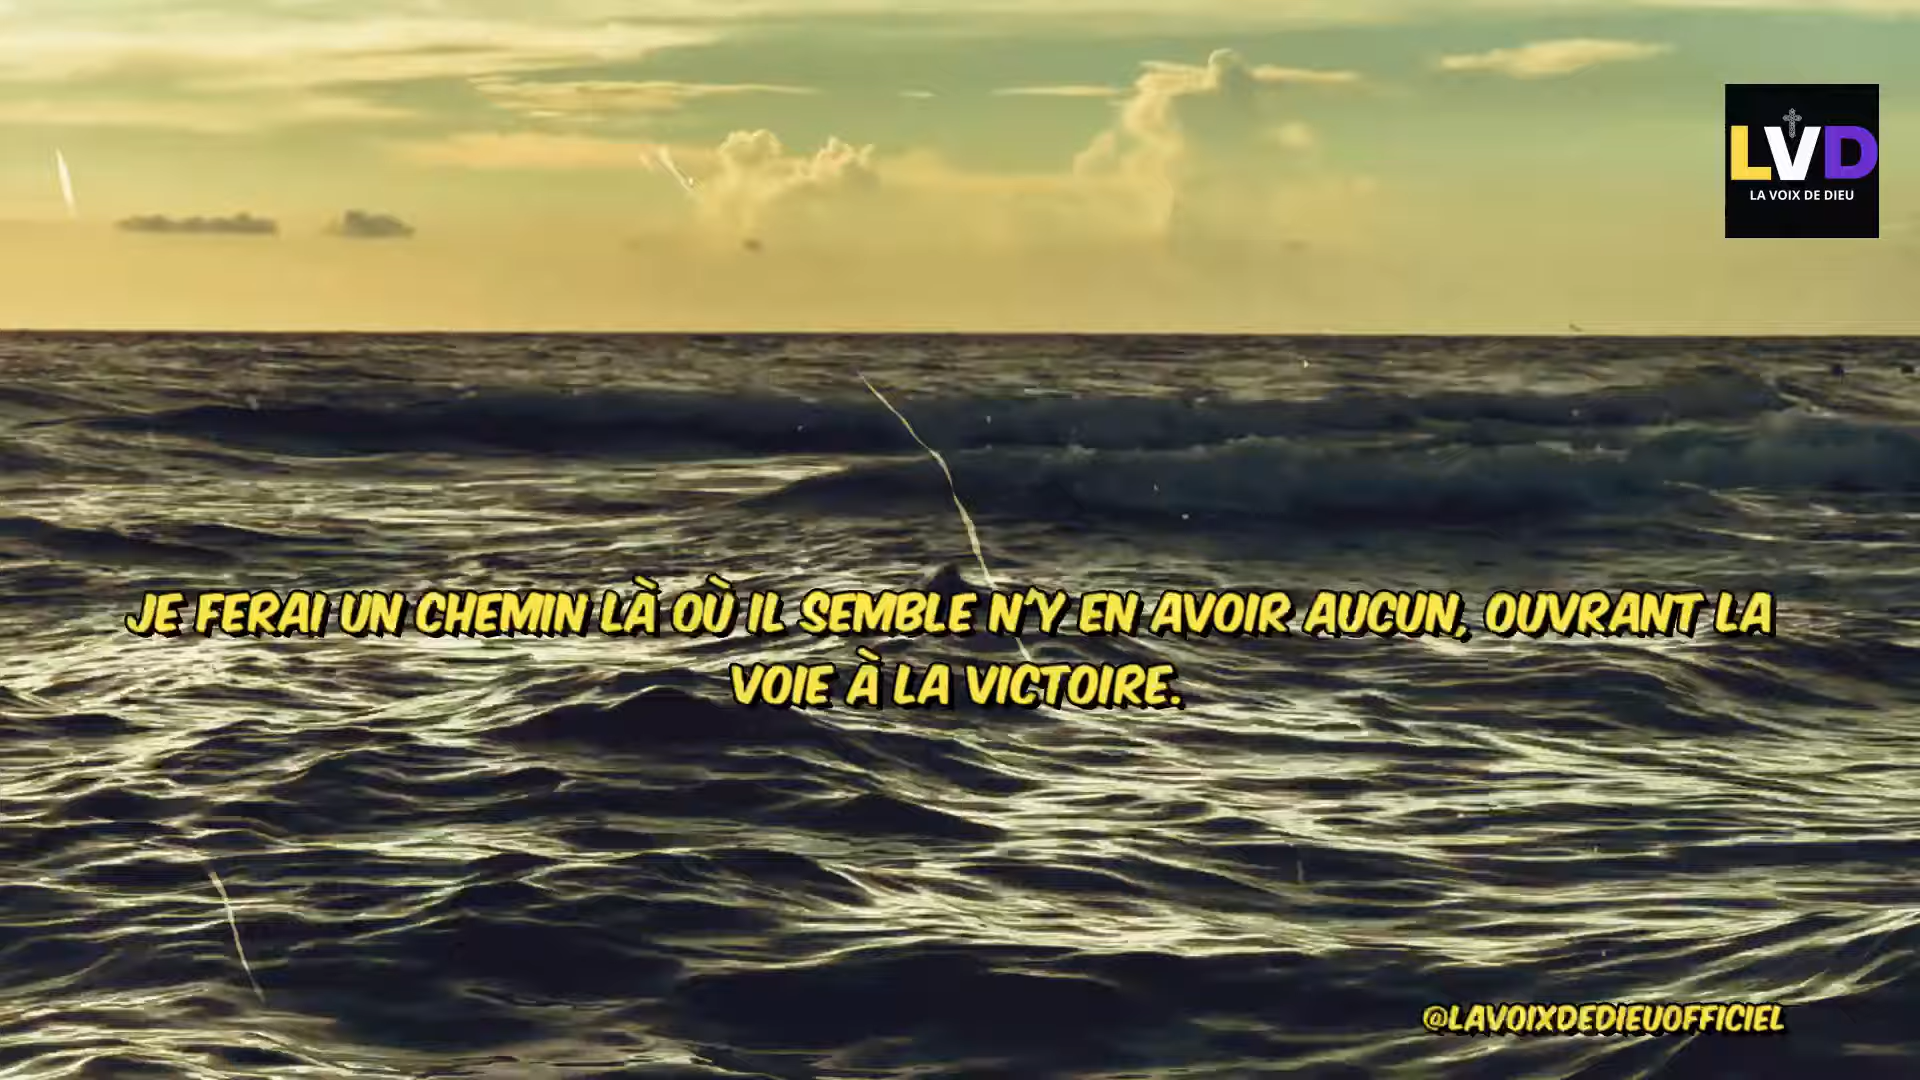 LVD
LA VOIX DE DIEU
JE FERAI UN CHEMIN LÀ OÙ IL SEMBLE N'Y EN AVOIR AUCUN, OUVRANT LA
VOIE À LA VICTOIRE.
@LAVOIXDEDIEUOFFICIEL